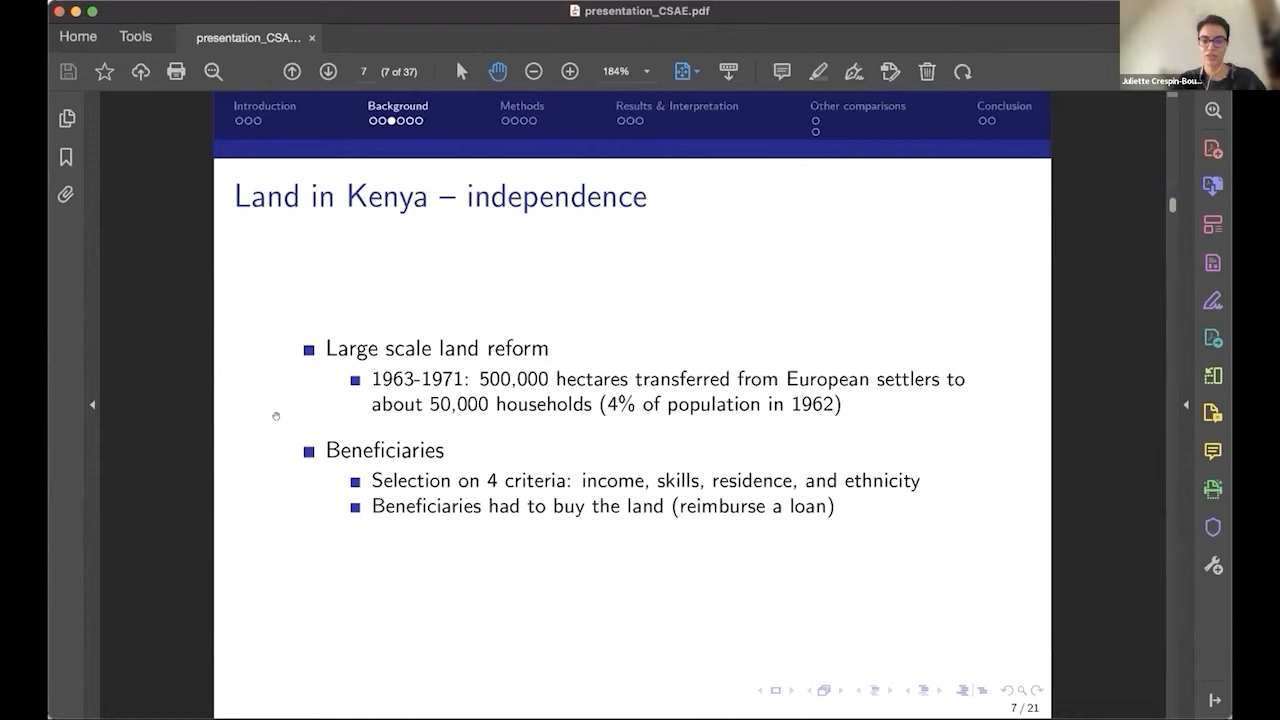 presentation_CSAE.pdf
Home
Tools
presentation_CSA...
7
(7 of 37)
184%
Juliette Crespin-Bou...
Introduction
Background
Methods
Results & Interpretation
Other comparisons
Conclusion
Land in Kenya – independence
Large scale land reform
1963-1971: 500,000 hectares transferred from European settlers to
about 50,000 households (4% of population in 1962)
Beneficiaries
Selection on 4 criteria: income, skills, residence, and ethnicity
Beneficiaries had to buy the land (reimburse a loan)
7 / 21